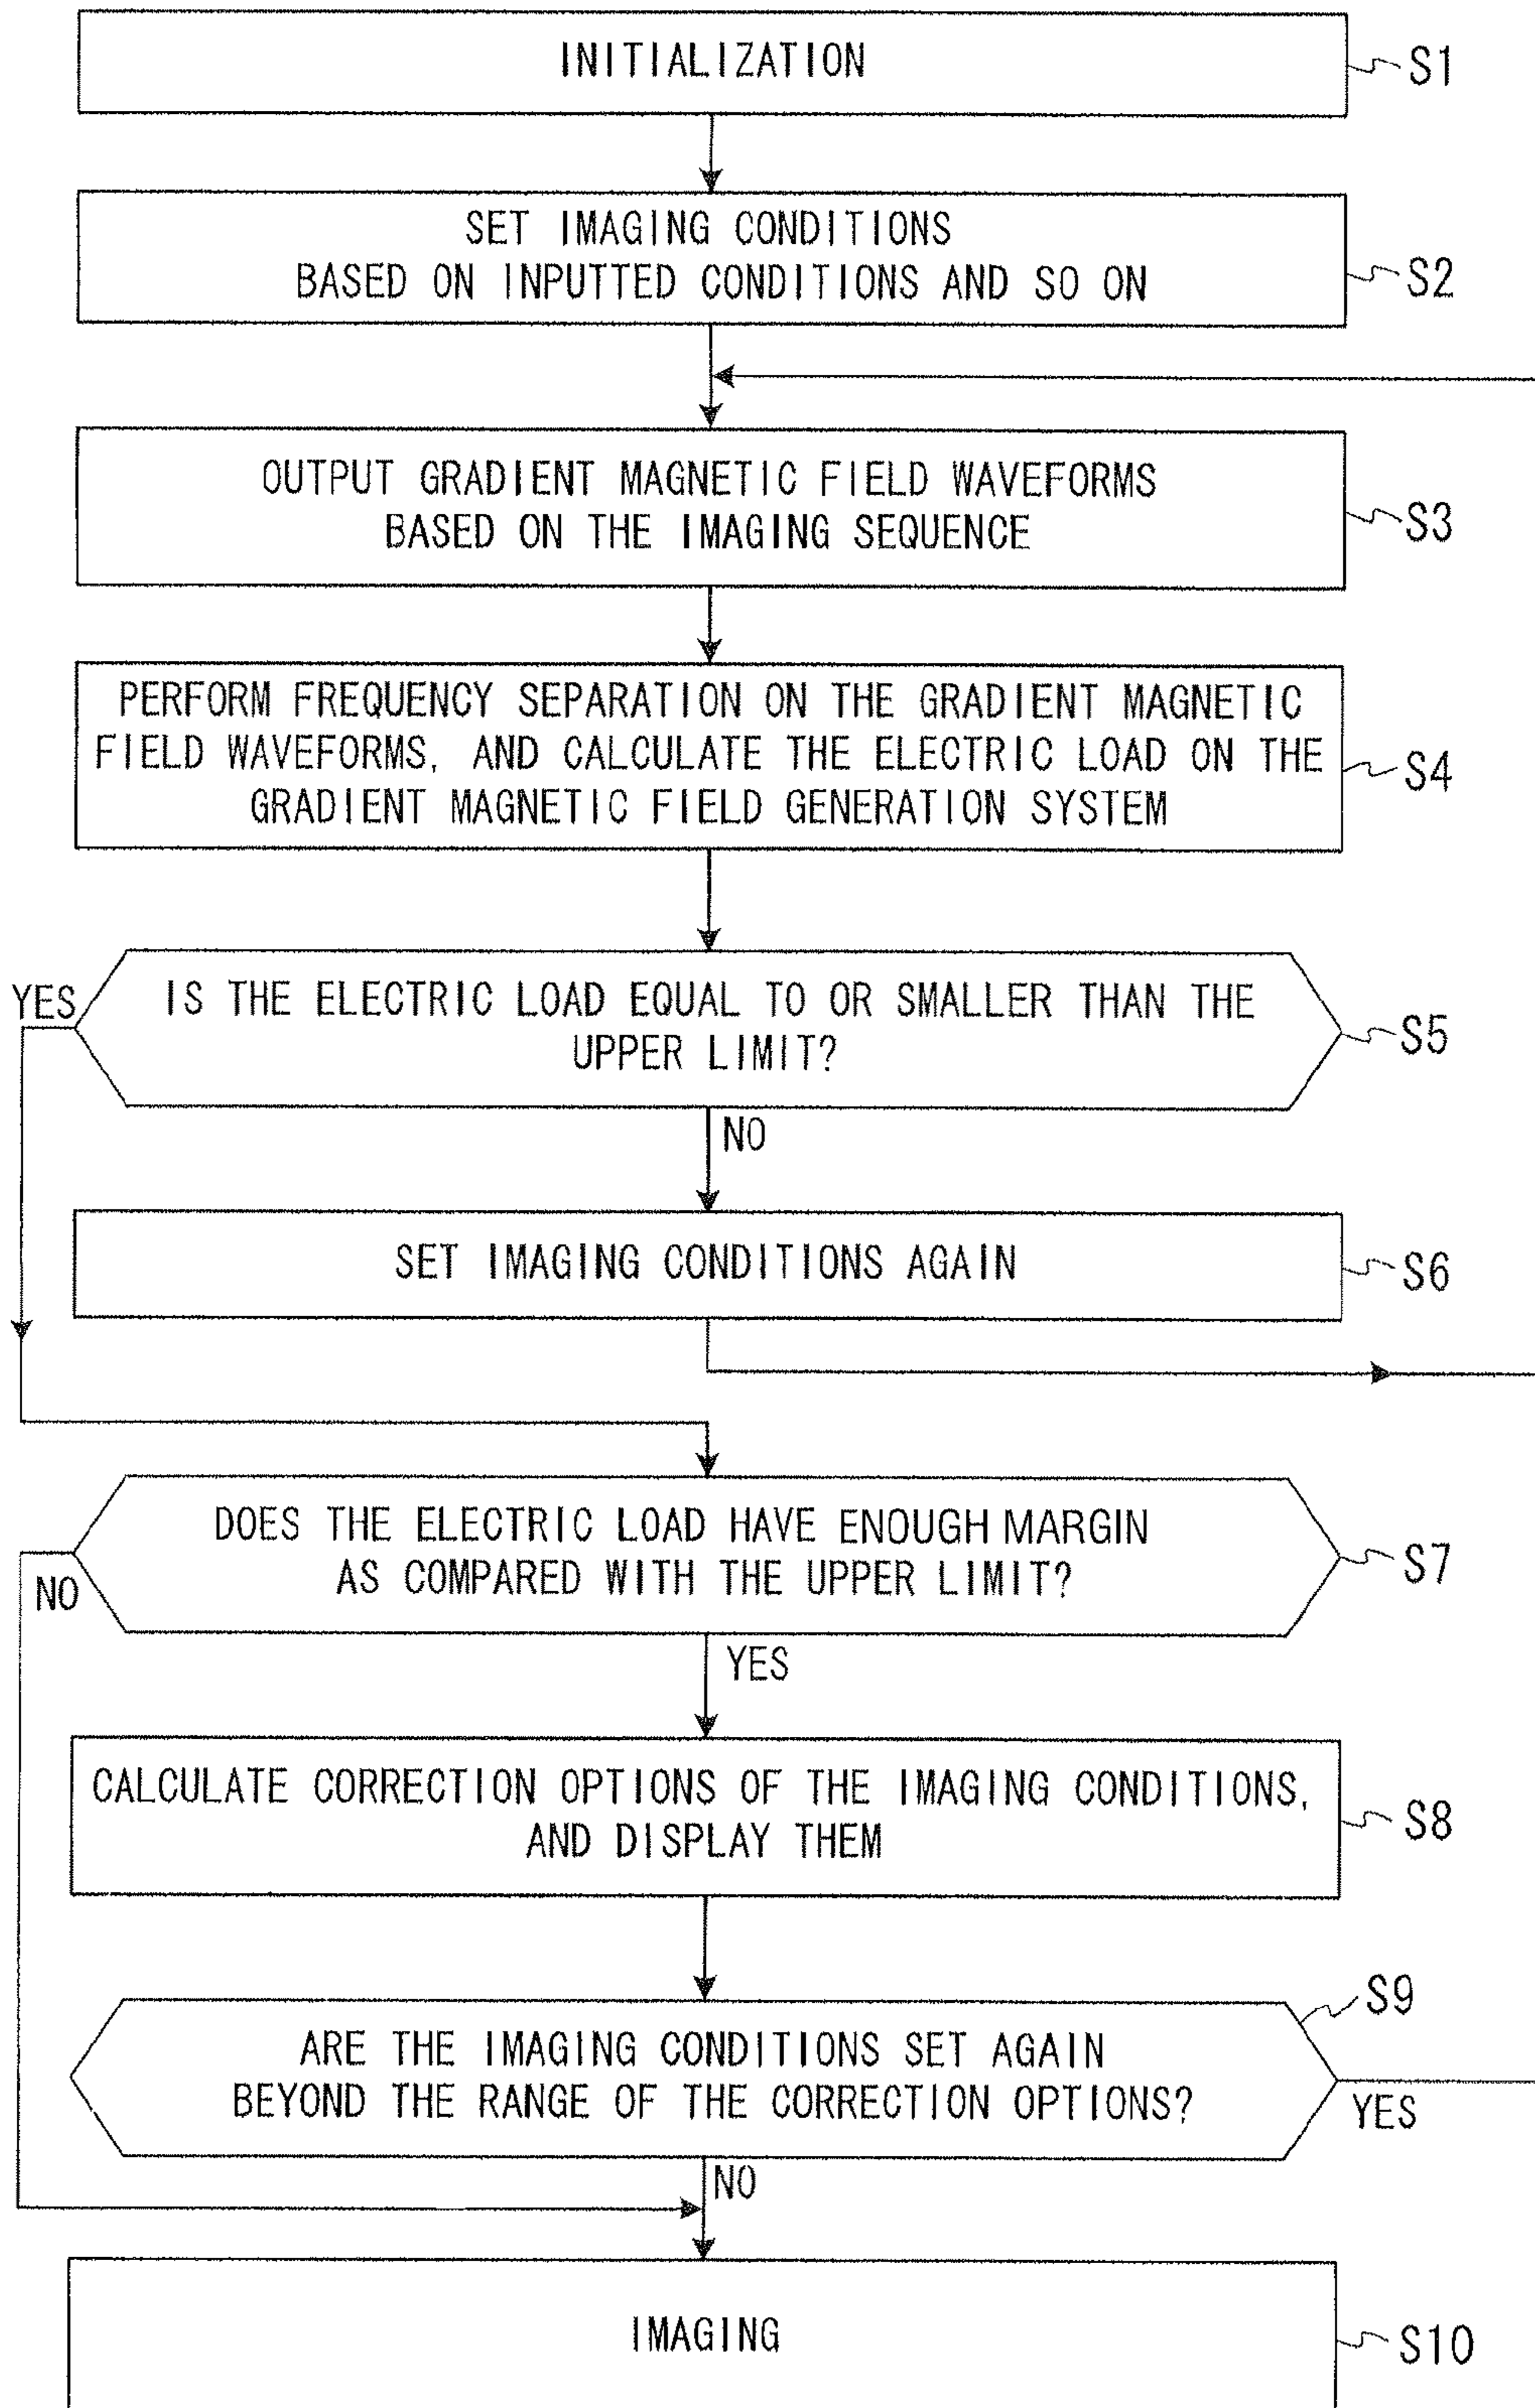 INITIALIZATION
S1
SET IMAGING CONDITIONS
BASED ON INPUTTED CONDITIONS AND SO ON
S2
OUTPUT GRADIENT MAGNETIC FIELD WAVEFORMS
BASED ON THE IMAGING SEQUENCE
S3
PERFORM FREQUENCY SEPARATION ON THE GRADIENT MAGNETIC
FIELD WAVEFORMS, AND CALCULATE THE ELECTRIC LOAD ON THE
GRADIENT MAGNETIC FIELD GENERATION SYSTEM
S4
YES
IS THE ELECTRIC LOAD EQUAL TO OR SMALLER THAN THE
UPPER LIMIT?
S5
NO
SET IMAGING CONDITIONS AGAIN
S6
DOES THE ELECTRIC LOAD HAVE ENOUGH MARGIN
AS COMPARED WITH THE UPPER LIMIT?
S7
NO
YES
CALCULATE CORRECTION OPTIONS OF THE IMAGING CONDITIONS,
AND DISPLAY THEM
S8
S9
ARE THE IMAGING CONDITIONS SET AGAIN
BEYOND THE RANGE OF THE CORRECTION OPTIONS?
YES
NO
IMAGING
S10